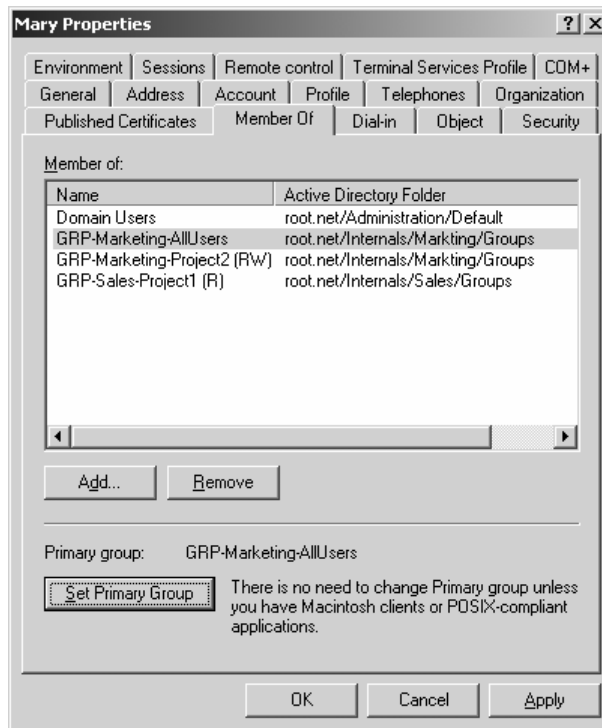 Mary Properties
Environment Sessions Remote control Terminal Services Profile COM+
General Address Account Profile Telephones Organization
Published Certificates Member Of Dial-in Object Security
Member of:
Name Active Directory Folder
Domain Users root.net/Administration/Default
GRP-Marketing-AllUsers root.net/Internals/Markting/Groups
GRP-Marketing-Project2 (RW) root.net/Internals/Markting/Groups
GRP-Sales-Project1 (R) root.net/Internals/Sales/Groups
Add... Remove
Primary group: GRP-Marketing-AllUsers
Set Primary Group There is no need to change Primary group unless
you have Macintosh clients or POSIX-compliant
applications.
OK Cancel Apply